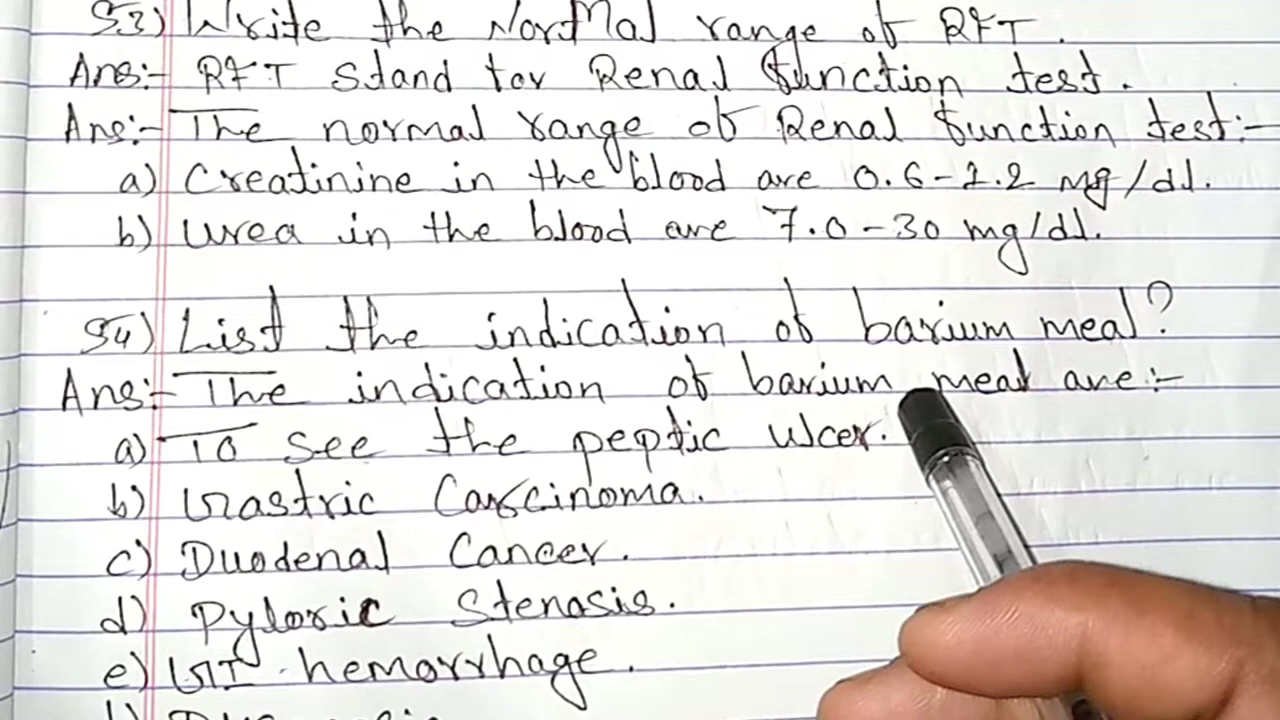 53) Write the Normal range of RFT.
Ans:- RFT Stand for Renal function test.
Ans:- The normal range of Renal function test:-
a) Creatinine in the blood are 0.6-1.2 mg/dl.
b) Urea in the blood are 7.0-30 mg/dl.
54) List the indication of barium meal?
Ans:- The indication of barium meal are:-
a) To see the peptic ulcer.
b) Gastric Carcinoma.
c) Duodenal Cancer.
d) Pyloric Stenosis.
e) GI hemorrhage.